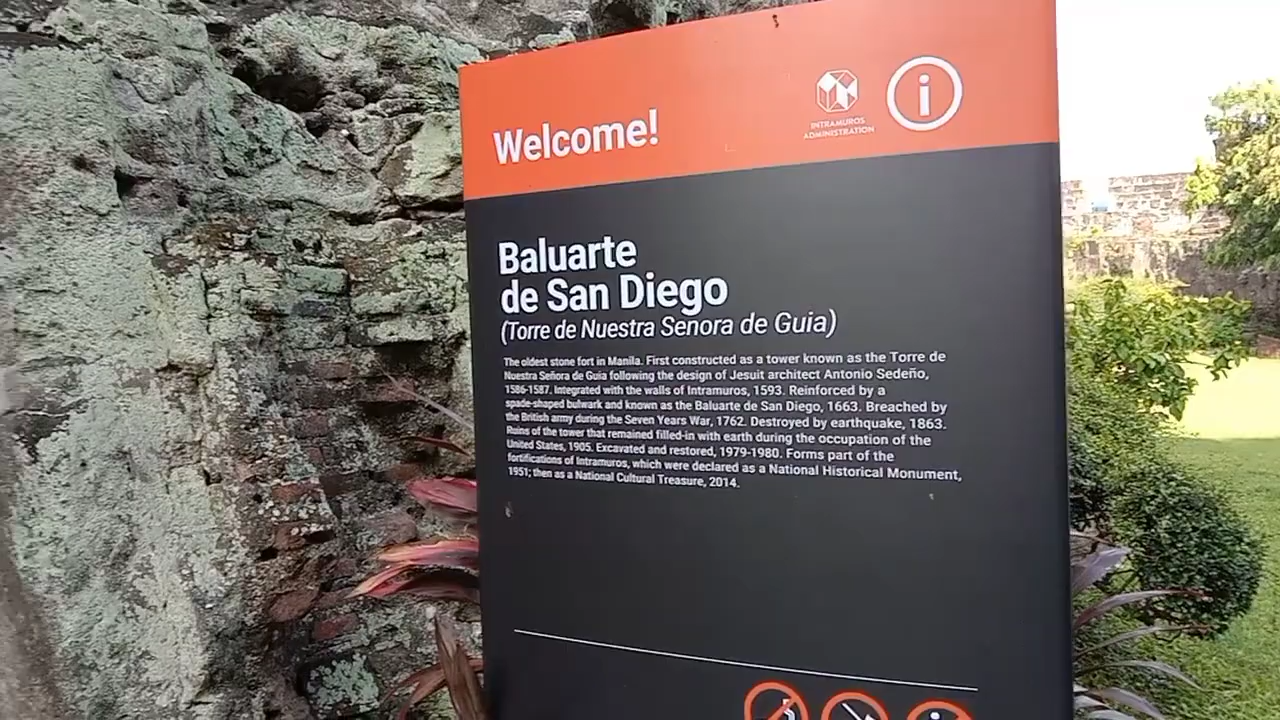 Welcome!
INTRAMUROS
ADMINISTRATION
i
Baluarte
de San Diego
(Torre de Nuestra Senora de Guia)
The oldest stone fort in Manila. First constructed as a tower known as the Torre de
Nuestra Señora de Guia following the design of Jesuit architect Antonio Sedeño,
1586-1587. Integrated with the walls of Intramuros, 1593. Reinforced by a
spade-shaped bulwark and known as the Baluarte de San Diego, 1663. Breached by
the British army during the Seven Years War, 1762. Destroyed by earthquake, 1863.
Ruins of the tower that remained filled-in with earth during the occupation of the
United States, 1905. Excavated and restored, 1979-1980. Forms part of the
fortifications of Intramuros, which were declared as a National Historical Monument,
1951; then as a National Cultural Treasure, 2014.